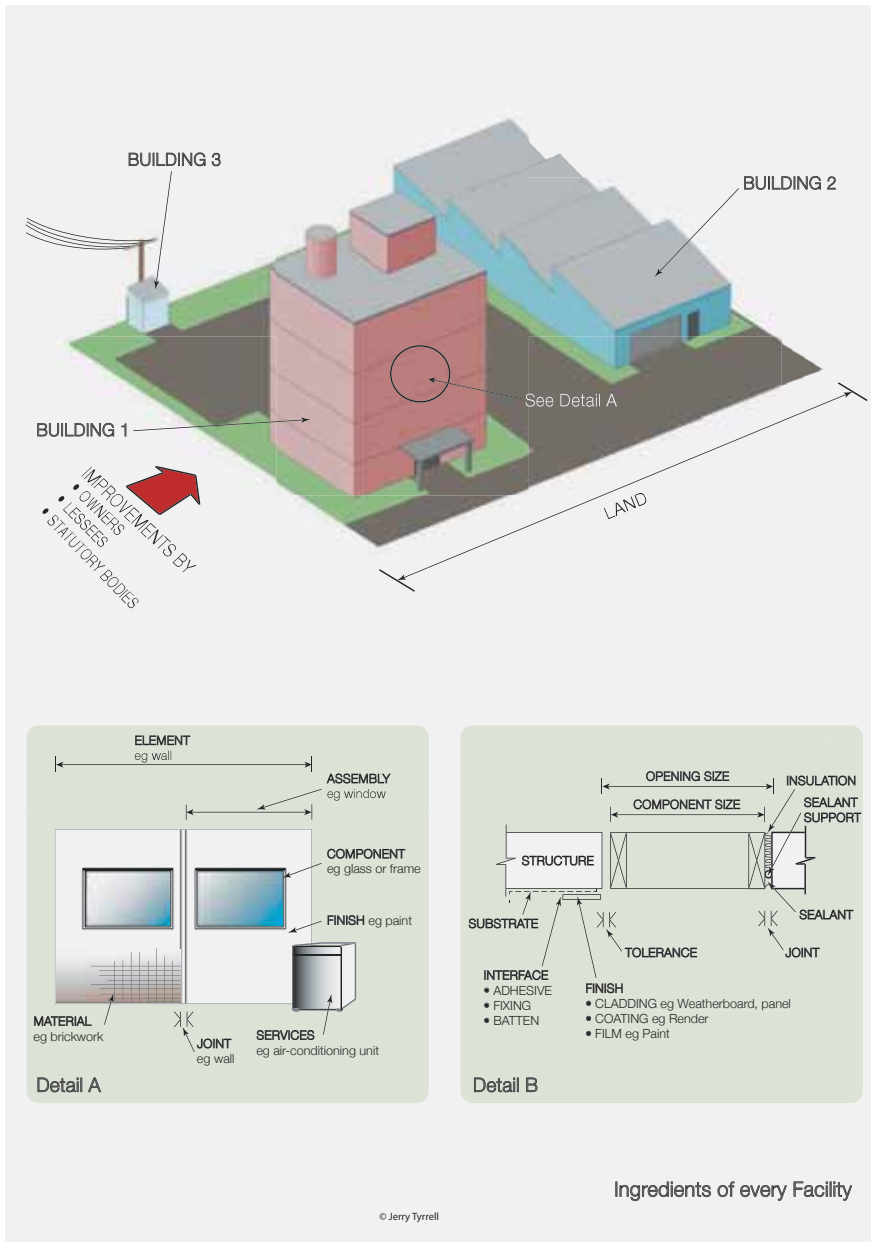 BUILDING 3
BUILDING 2
See Detail A
BUILDING 1
IMPROVEMENTS BY
• OWNERS
• LESSEES
• STATUTORY BODIES
LAND
ELEMENT
eg wall
ASSEMBLY
eg window
COMPONENT
eg glass or frame
FINISH eg paint
MATERIAL
eg brickwork
JOINT
eg wall
SERVICES
eg air-conditioning unit
Detail A
OPENING SIZE
INSULATION
COMPONENT SIZE
SEALANT
SUPPORT
STRUCTURE
SUBSTRATE
SEALANT
TOLERANCE
JOINT
INTERFACE
• ADHESIVE
• FIXING
• BATTEN
FINISH
• CLADDING eg Weatherboard, panel
• COATING eg Render
• FILM eg Paint
Detail B
Ingredients of every Facility
© Jerry Tyrrell